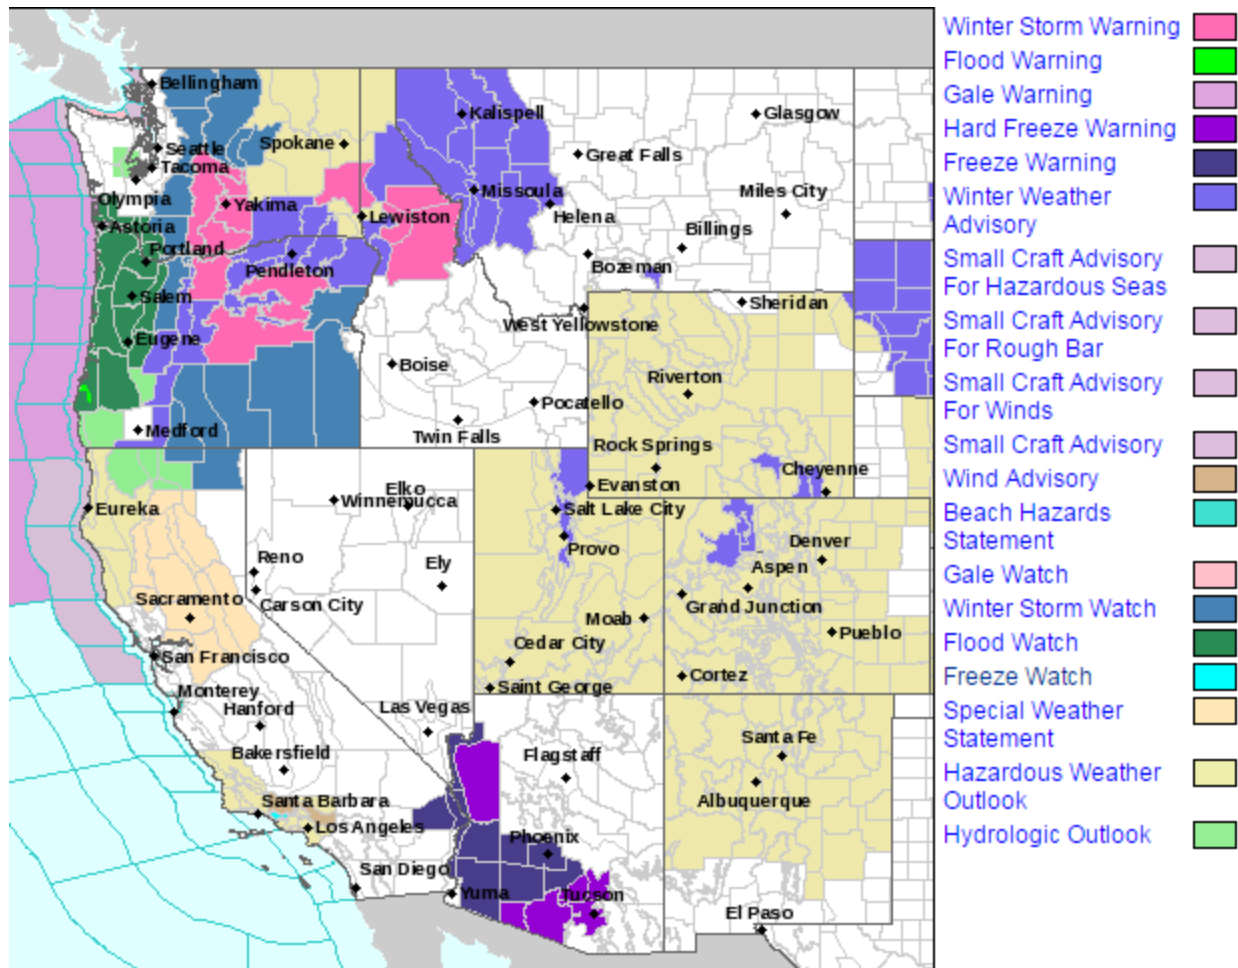 Bellingham
Kalispell
Glasgow
Seattle
Spokane
Great Falls
Tacoma
Olympia
Yakima
Missoula
Miles City
Lewiston
Helena
Astoria
Portland
Billings
Pendleton
Bozeman
Salem
Sheridan
Eugene
West Yellowstone
Boise
Riverton
Pocatello
Medford
Twin Falls
Rock Springs
Cheyenne
Elko
Evanston
Winnemucca
Eureka
Salt Lake City
Provo
Denver
Reno
Ely
Aspen
Sacramento
Carson City
Grand Junction
Moab
Pueblo
Cedar City
San Francisco
Cortez
Saint George
Monterey
Hanford
Las Vegas
Santa Fe
Bakersfield
Flagstaff
Albuquerque
Santa Barbara
Los Angeles
Phoenix
San Diego
Yuma
Tucson
El Paso
Winter Storm Warning
Flood Warning
Gale Warning
Hard Freeze Warning
Freeze Warning
Winter Weather
Advisory
Small Craft Advisory
For Hazardous Seas
Small Craft Advisory
For Rough Bar
Small Craft Advisory
For Winds
Small Craft Advisory
Wind Advisory
Beach Hazards
Statement
Gale Watch
Winter Storm Watch
Flood Watch
Freeze Watch
Special Weather
Statement
Hazardous Weather
Outlook
Hydrologic Outlook